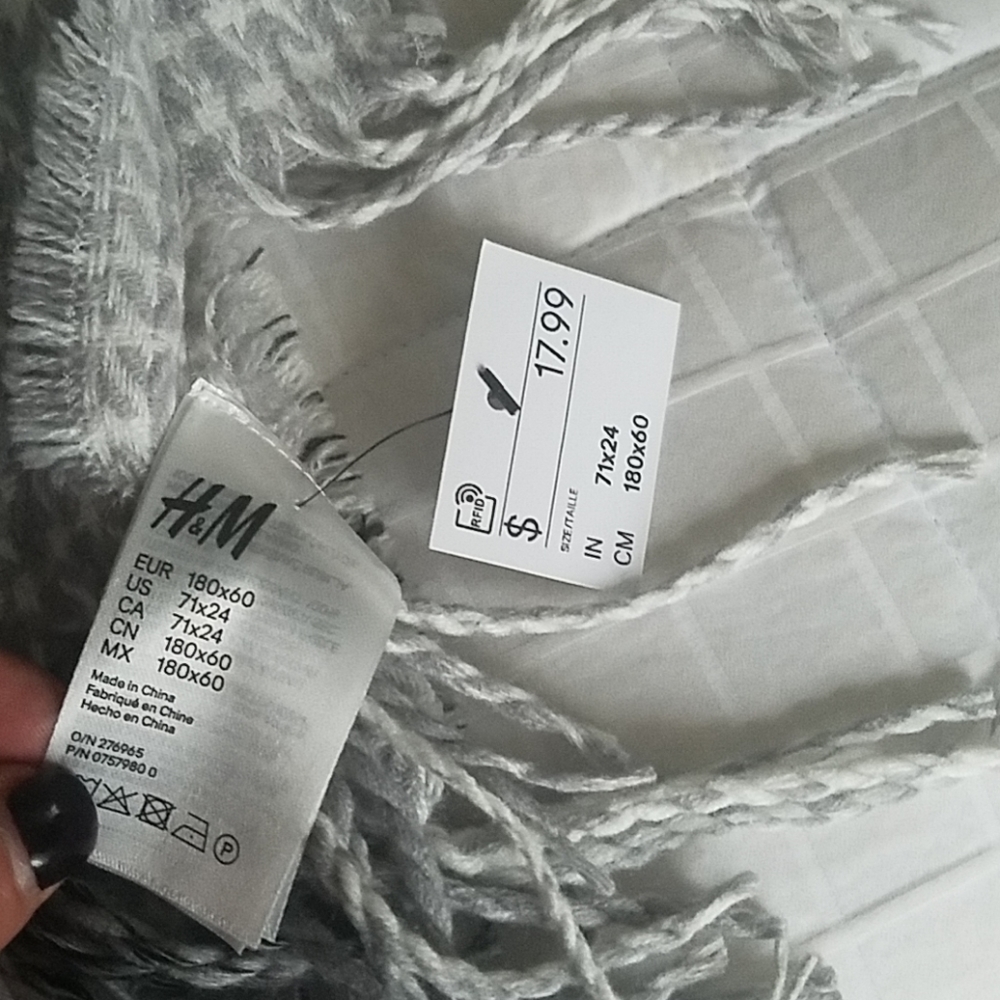 H&M
EUR 180x60
US 71x24
CA 71x24
CN 180x60
MX 180x60
Made in China
Fabriqué en Chine
Hecho en China
O/N 276965
P/N 0757980 0
P
RFID
$ 17.99
SIZE/TAILLE
IN 71x24
CM 180x60